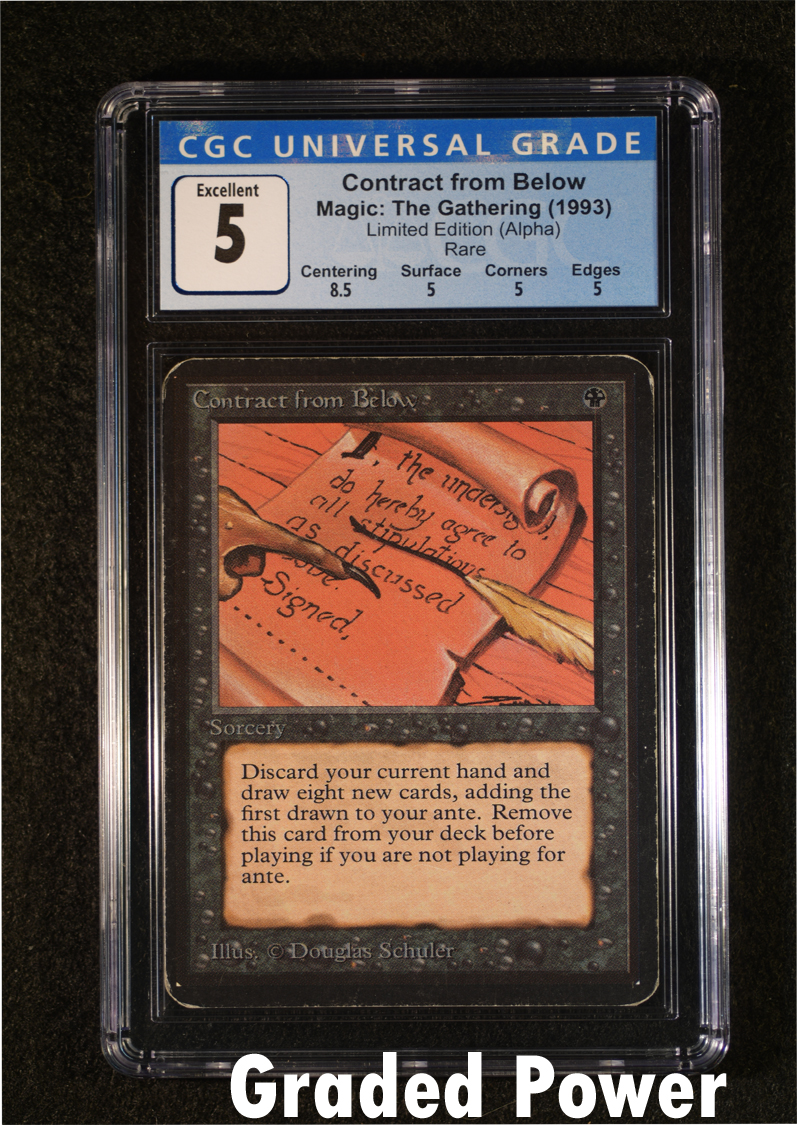 CGC UNIVERSAL GRADE
Excellent
5
Contract from Below
Magic: The Gathering (1993)
Limited Edition (Alpha)
Rare
Centering Surface Corners Edges
8.5 5 5 5
Contract from Below
I, the undersigned,
do hereby agree to
all stipulations
as discussed
Signed,
Sorcery
Discard your current hand and
draw eight new cards, adding the
first drawn to your ante. Remove
this card from your deck before
playing if you are not playing for
ante.
Illus. © Douglas Schuler
Graded Power